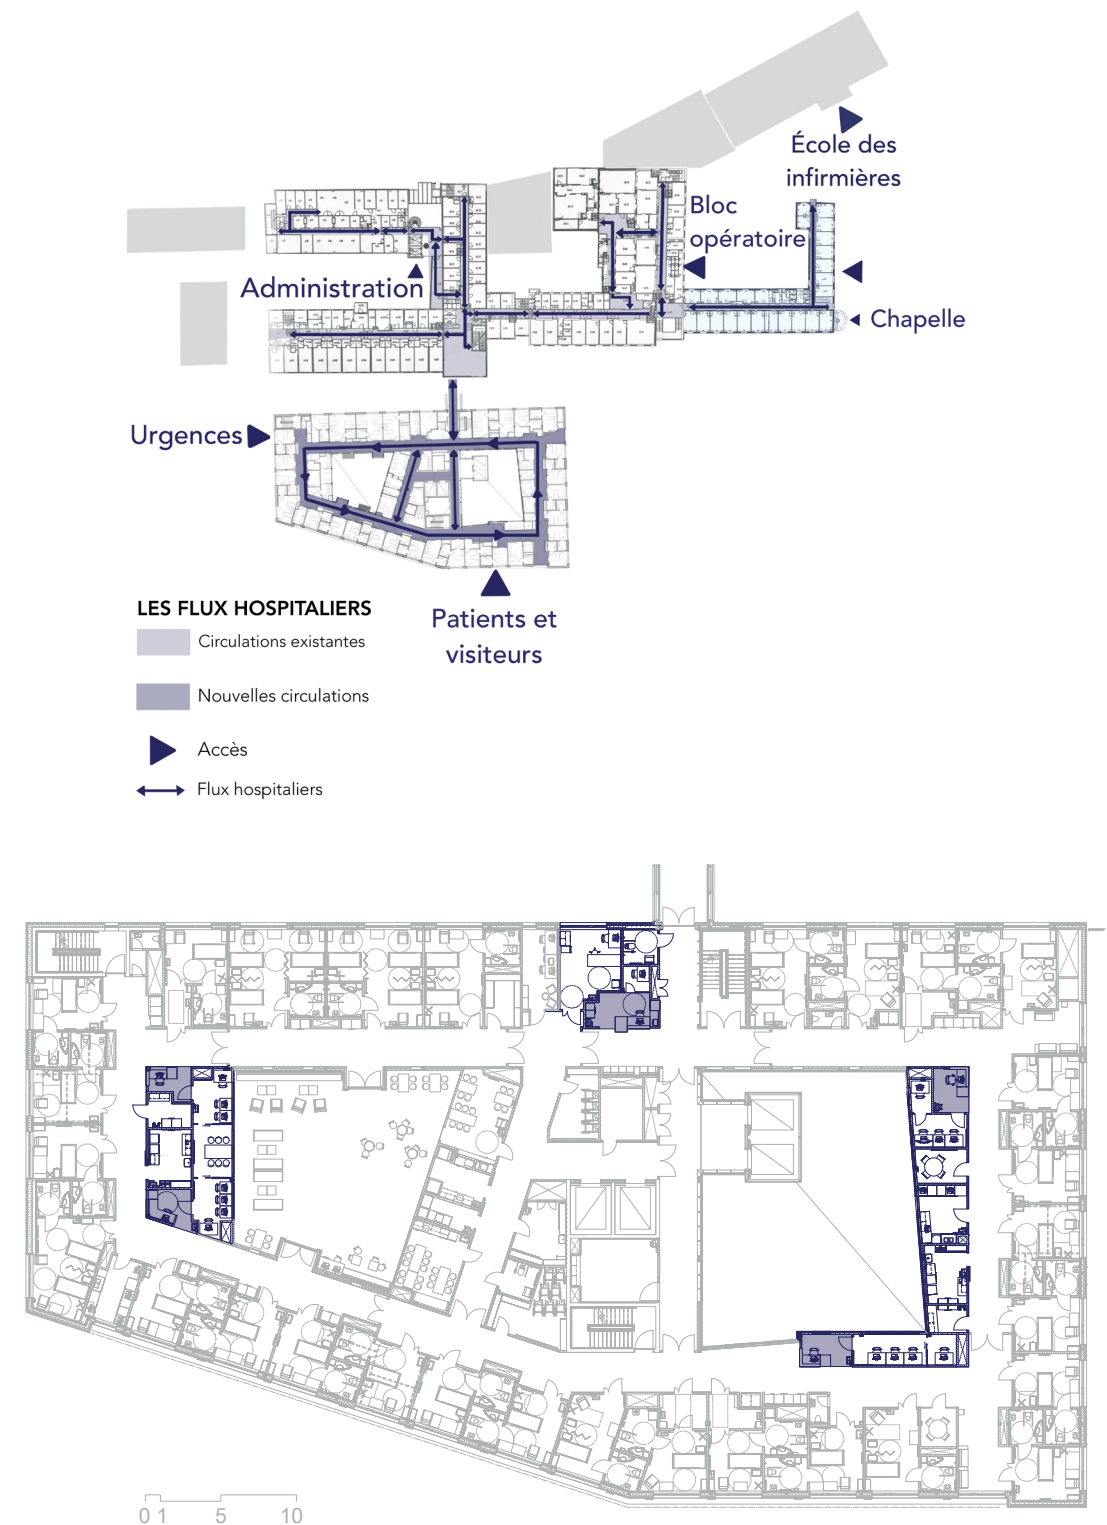 École des
infirmières
Bloc
opératoire
Administration
Chapelle
Urgences
Patients et
visiteurs
LES FLUX HOSPITALIERS
Circulations existantes
Nouvelles circulations
Accès
Flux hospitaliers
0 1 5 10